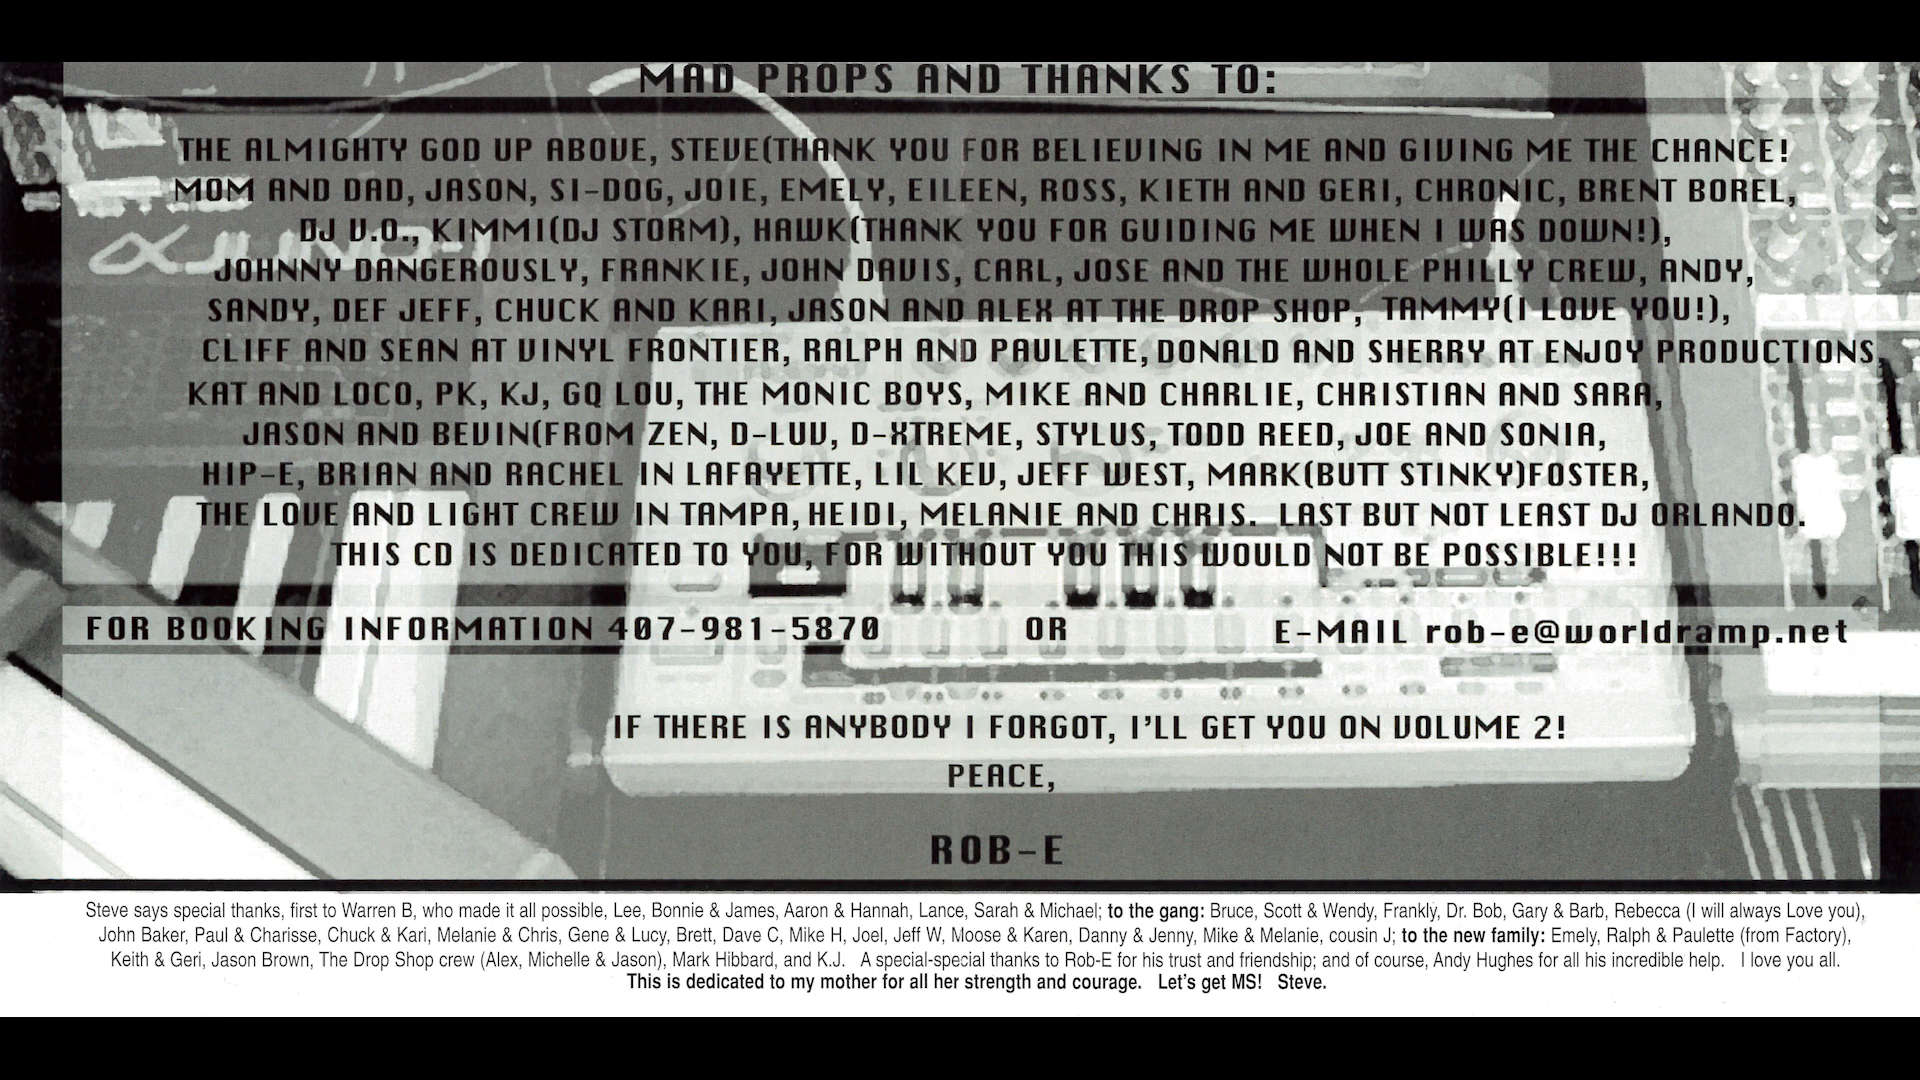 MAD PROPS AND THANKS TO:
THE ALMIGHTY GOD UP ABOVE, STEVE(THANK YOU FOR BELIEVING IN ME AND GIVING ME THE CHANCE!
MOM AND DAD, JASON, SI-DOG, JOIE, EMELY, EILEEN, ROSS, KIETH AND GERI, CHRONIC, BRENT BOREL,
DJ V.O., KIMMI(DJ STORM), HAWK(THANK YOU FOR GUIDING ME WHEN I WAS DOWN!),
JOHNNY DANGEROUSLY, FRANKIE, JOHN DAVIS, CARL, JOSE AND THE WHOLE PHILLY CREW, ANDY,
SANDY, DEF JEFF, CHUCK AND KARI, JASON AND ALEX AT THE DROP SHOP, TAMMY(I LOVE YOU!),
CLIFF AND SEAN AT VINYL FRONTIER, RALPH AND PAULETTE, DONALD AND SHERRY AT ENJOY PRODUCTIONS,
KAT AND LOCO, PK, KJ, GQ LOU, THE MONIC BOYS, MIKE AND CHARLIE, CHRISTIAN AND SARA,
JASON AND BEVIN(FROM ZEN, D-LUV, D-XTREME, STYLUS, TODD REED, JOE AND SONIA,
HIP-E, BRIAN AND RACHEL IN LAFAYETTE, LIL KEV, JEFF WEST, MARK(BUTT STINKY)FOSTER,
THE LOVE AND LIGHT CREW IN TAMPA, HEIDI, MELANIE AND CHRIS. LAST BUT NOT LEAST DJ ORLANDO.
THIS CD IS DEDICATED TO YOU, FOR WITHOUT YOU THIS WOULD NOT BE POSSIBLE!!!
FOR BOOKING INFORMATION 407-981-5870 OR E-MAIL rob-e@worldramp.net
IF THERE IS ANYBODY I FORGOT, I'LL GET YOU ON VOLUME 2!
PEACE,
ROB-E
Steve says special thanks, first to Warren B, who made it all possible, Lee, Bonnie & James, Aaron & Hannah, Lance, Sarah & Michael; to the gang: Bruce, Scott & Wendy, Frankly, Dr. Bob, Gary & Barb, Rebecca (I will always Love you),
John Baker, Paul & Charisse, Chuck & Kari, Melanie & Chris, Gene & Lucy, Brett, Dave C, Mike H, Joel, Jeff W, Moose & Karen, Danny & Jenny, Mike & Melanie, cousin J; to the new family: Emely, Ralph & Paulette (from Factory),
Keith & Geri, Jason Brown, The Drop Shop crew (Alex, Michelle & Jason), Mark Hibbard, and K.J. A special-special thanks to Rob-E for his trust and friendship; and of course, Andy Hughes for all his incredible help. I love you all.
This is dedicated to my mother for all her strength and courage. Let's get MS! Steve.